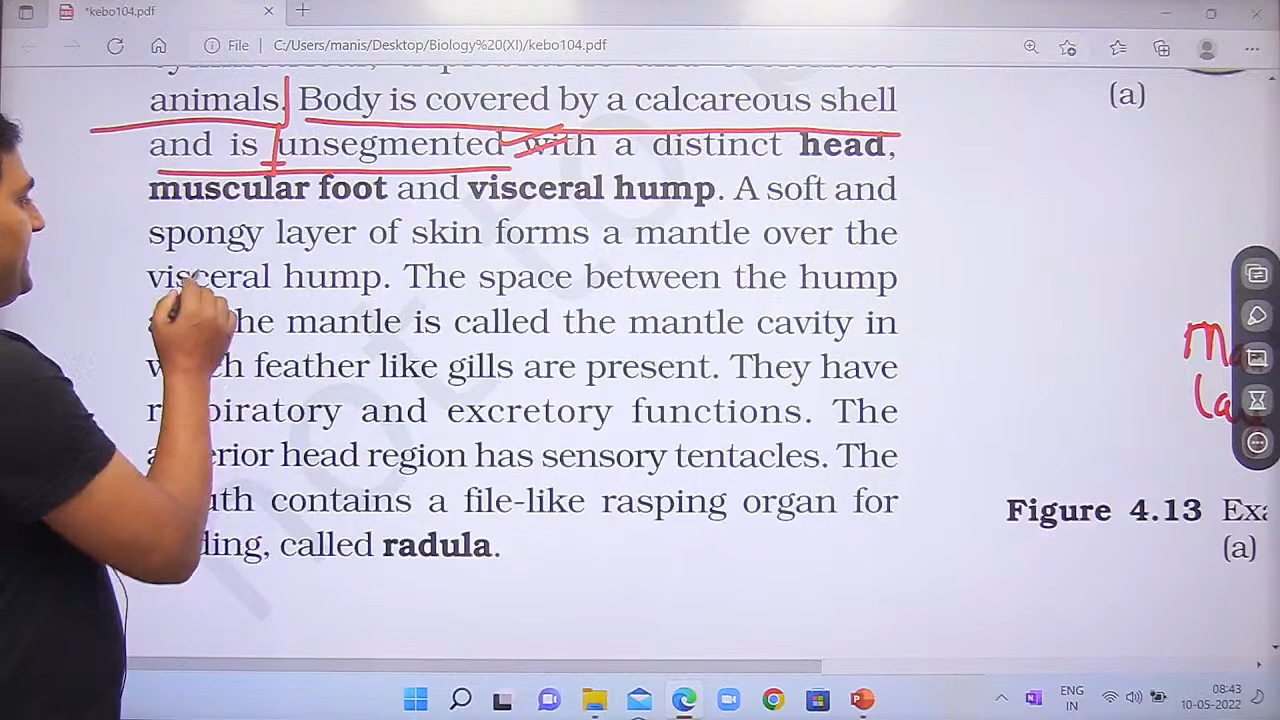 *kebo104.pdf
File C:/Users/manis/Desktop/Biology%20(XI)/kebo104.pdf
animals. Body is covered by a calcareous shell
and is unsegmented with a distinct head,
muscular foot and visceral hump. A soft and
spongy layer of skin forms a mantle over the
visceral hump. The space between the hump
the mantle is called the mantle cavity in
feather like gills are present. They have
respiratory and excretory functions. The
anterior head region has sensory tentacles. The
mouth contains a file-like rasping organ for
called radula.
(a)
Figure 4.13
(a)
not to
ENG
IN
08:43
10-05-2022